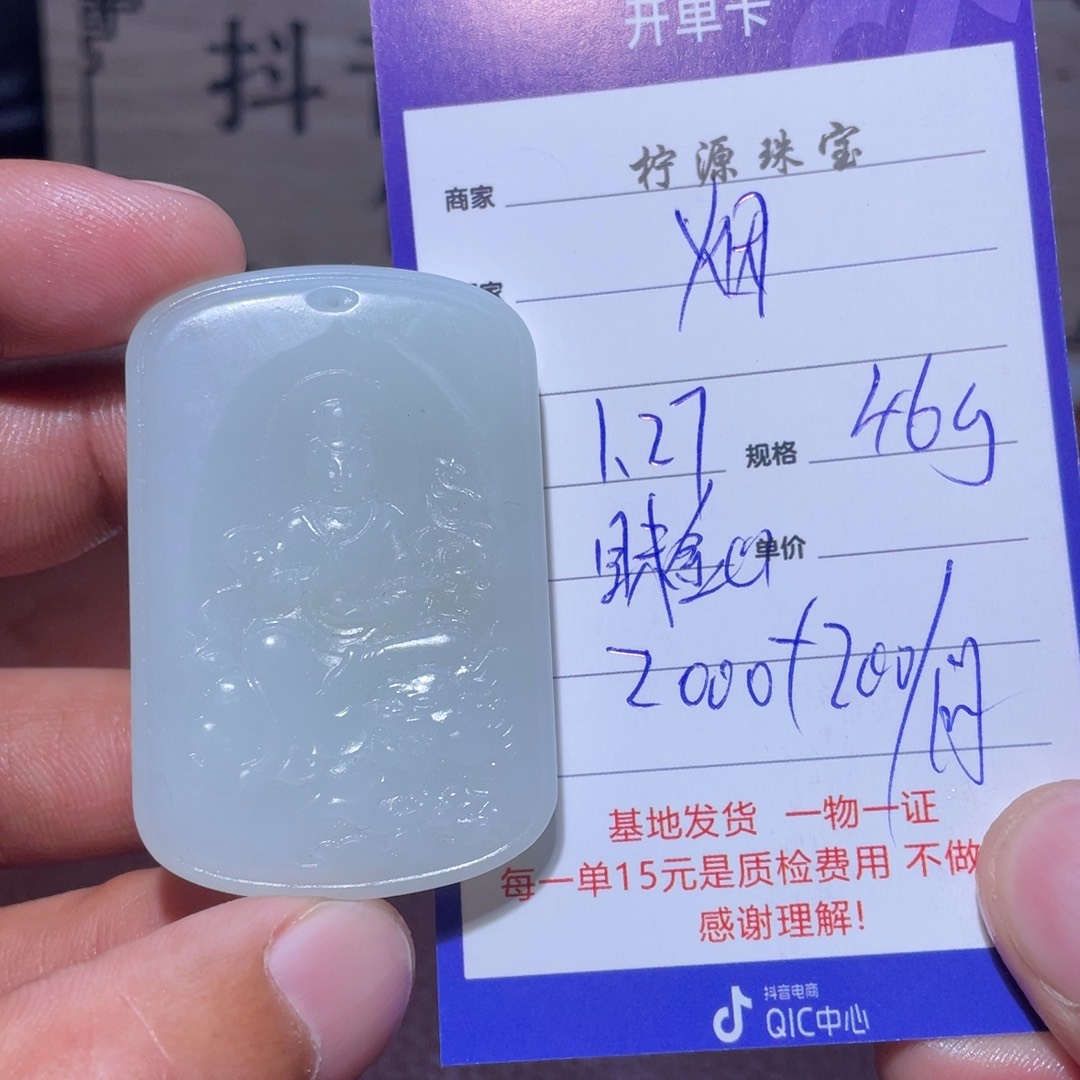 抖
开单卡
商家 柠源珠宝
家 烟
1.27 规格 46g
单价
2000+200/
基地发货 一物一证
每一单15元是质检费用 不做
感谢理解!
抖音电商
QIC中心